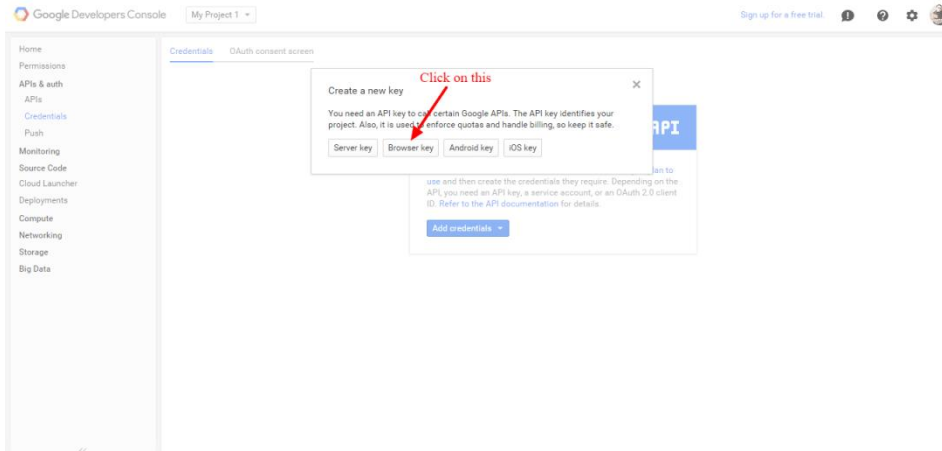 Google Developers Console
My Project 1
Sign up for a free trial
Home
Permissions
APIs & auth
APIs
Credentials
Push
Monitoring
Source Code
Cloud Launcher
Deployments
Compute
Networking
Storage
Big Data
Credentials
OAuth consent screen
Click on this
Create a new key
You need an API key to call certain Google APIs. The API key identifies your
project. Also, it is used to enforce quotas and handle billing, so keep it safe.
Server key
Browser key
Android key
iOS key
API
use and then create the credentials they require. Depending on the
API, you need an API key, a service account, or an OAuth 2.0 client
ID. Refer to the API documentation for details.
Add credentials